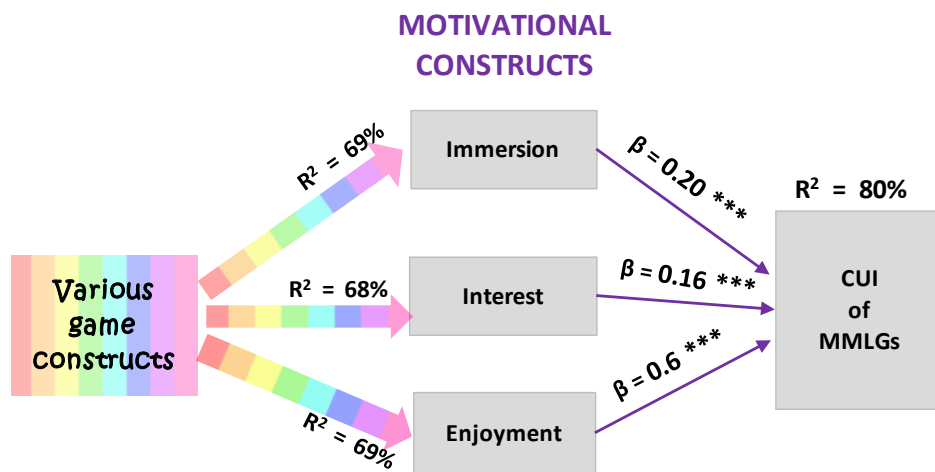 MOTIVATIONAL
CONSTRUCTS
R² = 69%
Immersion
β = 0.20 ***
R² = 80%
Various
game
constructs
R² = 68%
Interest
β = 0.16 ***
CUI
of
MMLGs
R² = 69%
Enjoyment
β = 0.6 ***